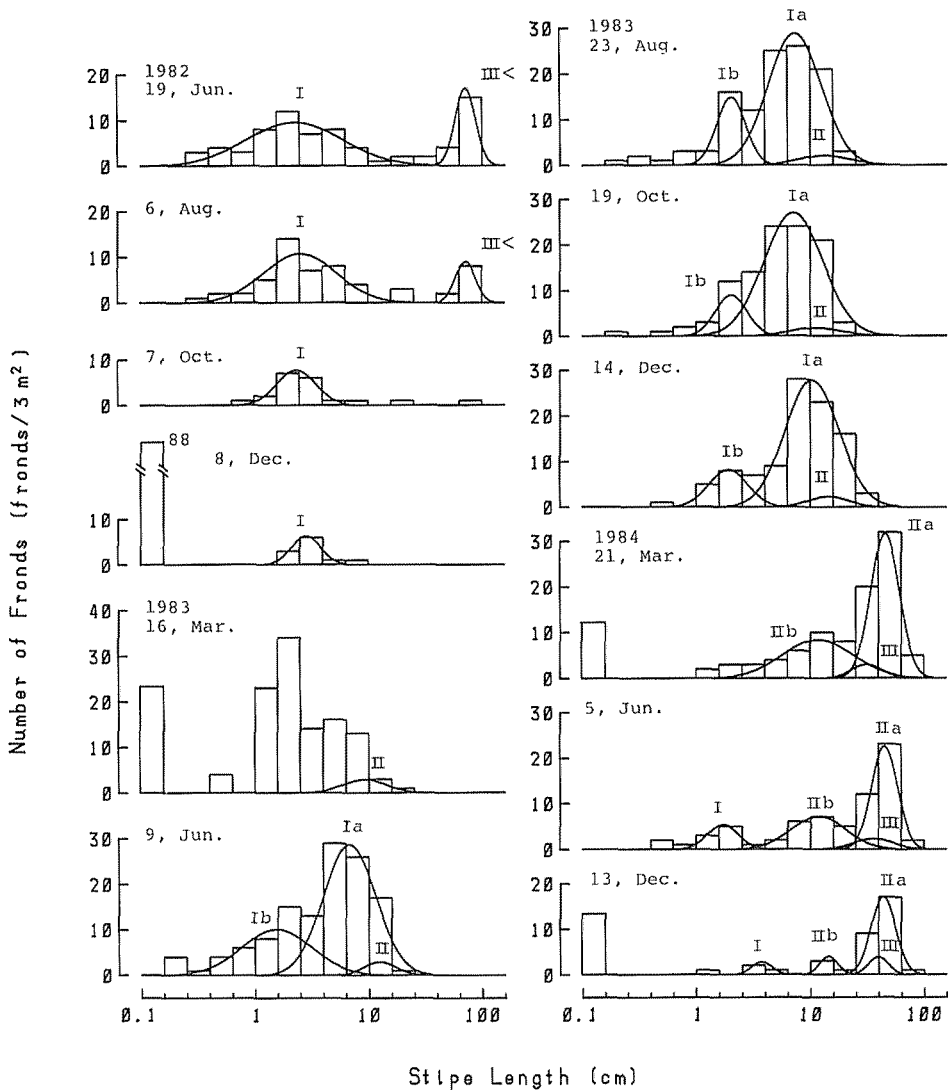 Number of Fronds (fronds/3 m²)
1982
19, Jun.
I
III<
20
10
0
6, Aug.
I
III<
20
10
0
7, Oct.
I
10
0
88
8, Dec.
I
10
0
1983
16, Mar.
II
40
30
20
10
0
9, Jun.
Ia
Ib
II
30
20
10
0
0.1 1 10 100
1983
23, Aug.
Ia
Ib
II
30
20
10
0
19, Oct.
Ia
Ib
II
30
20
10
0
14, Dec.
Ia
Ib
II
30
20
10
0
1984
21, Mar.
IIa
IIb
III
30
20
10
0
5, Jun.
IIa
I
IIb
III
30
20
10
0
13, Dec.
IIa
I
IIb
III
20
10
0
0.1 1 10 100
Stipe Length (cm)